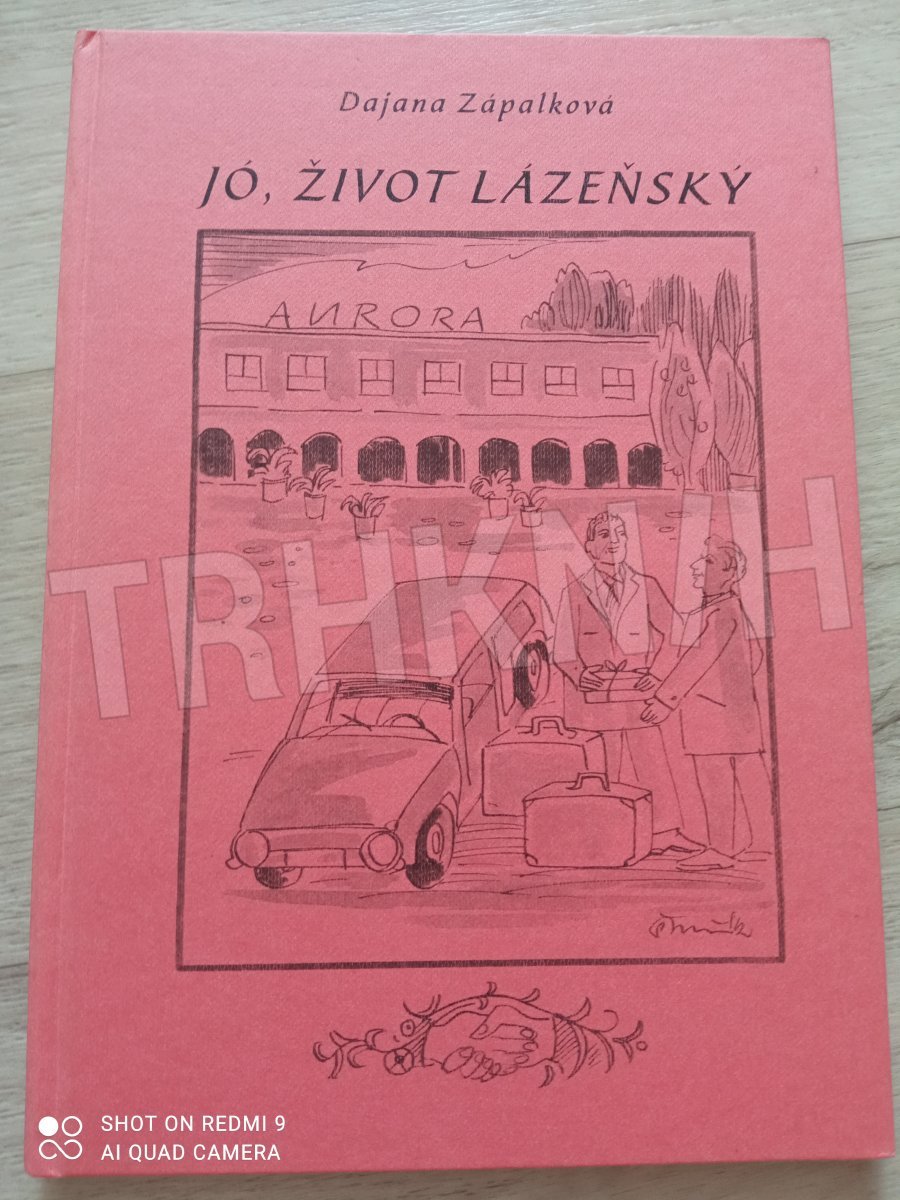 Dajana Zápalková
JÓ, ŽIVOT LÁZEŇSKÝ
AURORA
TRHKNIH
SHOT ON REDMI 9
AI QUAD CAMERA